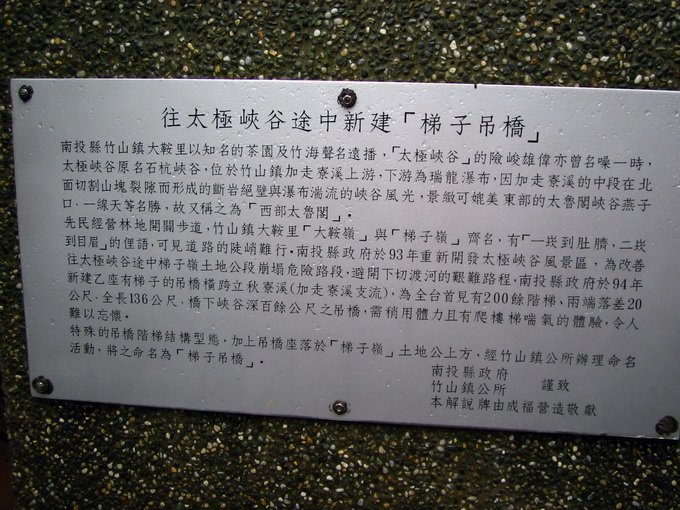 往太極峽谷途中新建「梯子吊橋」
南投縣竹山鎮大鞍里以知名的茶園及竹海聲名遠播，「太極峽谷」的險峻雄偉亦曾名噪一時，
太極峽谷原名石杭峽谷，位於竹山鎮加走寮溪上游，下游為瑞龍瀑布，因加走寮溪的中段在北
面切割山塊裂隙而形成的斷岩絕壁與瀑布湍流的峽谷風光，景緻可媲美東部的太魯閣峽谷燕子
口．一線天等名勝，故又稱之為「西部太魯閣」．
先民經營林地開闢步道，竹山鎮大鞍里「大鞍嶺」與「梯子嶺」齊名，有「一崁到肚臍，二崁
到目眉」的俚語，可見道路的陡峭難行．南投縣政府於93年重新開發太極峽谷風景區，為改善
往太極峽谷途中梯子嶺土地公段崩塌危險路段，避開下切渡河的艱難路程，南投縣政府於94年
新建乙座有梯子的吊橋橫跨立秋寮溪(加走寮溪支流)，為全台首見有200餘階梯、兩端落差20
公尺．全長136公尺．橋下峽谷深百餘公尺之吊橋，需稍用體力且有爬樓梯喘氣的體驗，令人
難以忘懷．
特殊的吊橋階梯結構型態，加上吊橋座落於「梯子嶺」土地公上方，經竹山鎮公所辦理命名
活動，將之命名為「梯子吊橋」．
南投縣政府
竹山鎮公所 謹致
本解說牌由成福營造敬獻